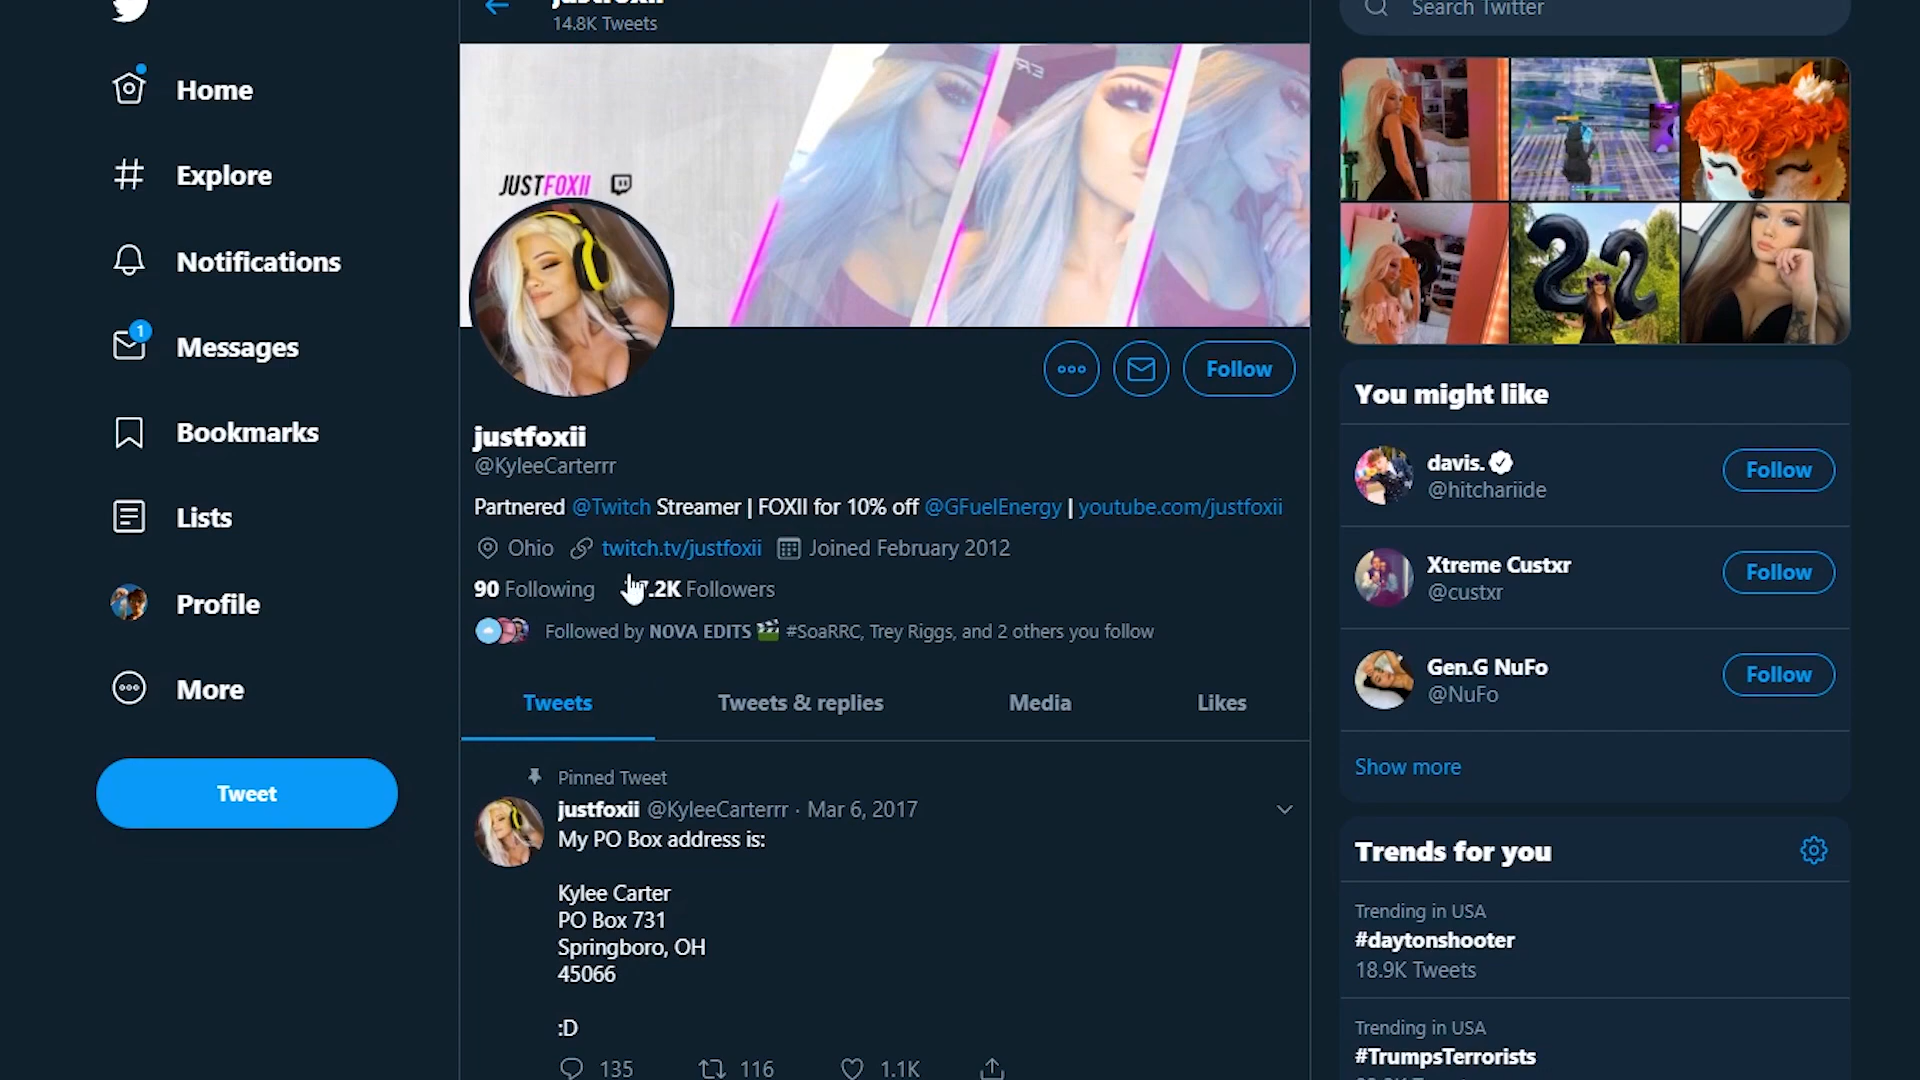 14.8K Tweets
Search Twitter
Home
Explore
Notifications
1
Messages
Bookmarks
Lists
Profile
More
Tweet
JUSTFOXII
Follow
justfoxii
@KyleeCarterrr
Partnered @Twitch Streamer | FOXII for 10% off @GFuelEnergy | youtube.com/justfoxii
Ohio twitch.tv/justfoxii Joined February 2012
90 Following .2K Followers
Followed by NOVA EDITS #SoaRRC, Trey Riggs, and 2 others you follow
Tweets Tweets & replies Media Likes
Pinned Tweet
justfoxii @KyleeCarterrr · Mar 6, 2017
My PO Box address is:
Kylee Carter
PO Box 731
Springboro, OH
45066
:D
135 116 1.1K
22
You might like
davis.
@hitchariide
Follow
Xtreme Custxr
@custxr
Follow
Gen.G NuFo
@NuFo
Follow
Show more
Trends for you
Trending in USA
#daytonshooter
18.9K Tweets
Trending in USA
#TrumpsTerrorists